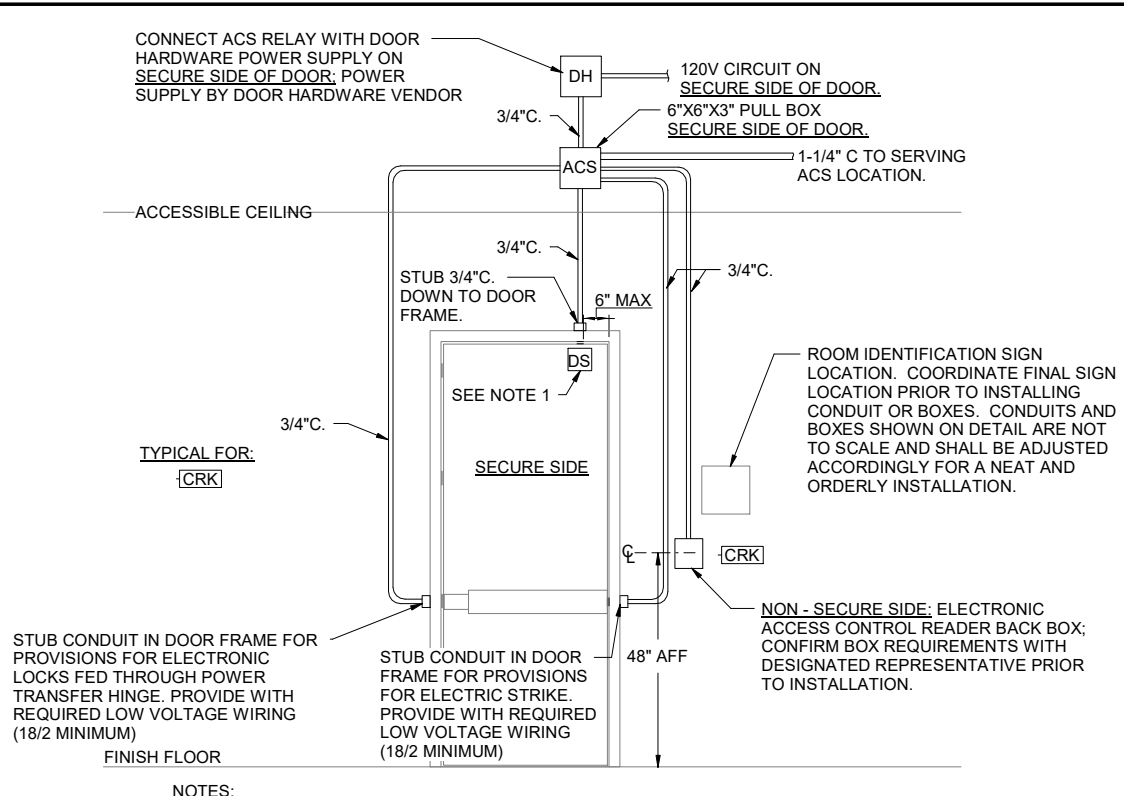 CONNECT ACS RELAY WITH DOOR
HARDWARE POWER SUPPLY ON
SECURE SIDE OF DOOR; POWER
SUPPLY BY DOOR HARDWARE VENDOR
DH
120V CIRCUIT ON
SECURE SIDE OF DOOR.
3/4"C.
6"X6"X3" PULL BOX
SECURE SIDE OF DOOR.
ACS
1-1/4" C TO SERVING
ACS LOCATION.
ACCESSIBLE CEILING
3/4"C.
STUB 3/4"C.
DOWN TO DOOR
FRAME.
6" MAX
3/4"C.
DS
SEE NOTE 1
ROOM IDENTIFICATION SIGN
LOCATION. COORDINATE FINAL SIGN
LOCATION PRIOR TO INSTALLING
CONDUIT OR BOXES. CONDUITS AND
BOXES SHOWN ON DETAIL ARE NOT
TO SCALE AND SHALL BE ADJUSTED
ACCORDINGLY FOR A NEAT AND
ORDERLY INSTALLATION.
3/4"C.
TYPICAL FOR:
CRK
SECURE SIDE
CL
CRK
NON - SECURE SIDE: ELECTRONIC
ACCESS CONTROL READER BACK BOX;
CONFIRM BOX REQUIREMENTS WITH
DESIGNATED REPRESENTATIVE PRIOR
TO INSTALLATION.
STUB CONDUIT IN DOOR FRAME FOR
PROVISIONS FOR ELECTRONIC
LOCKS FED THROUGH POWER
TRANSFER HINGE. PROVIDE WITH
REQUIRED LOW VOLTAGE WIRING
(18/2 MINIMUM)
STUB CONDUIT IN DOOR
FRAME FOR PROVISIONS
FOR ELECTRIC STRIKE.
PROVIDE WITH REQUIRED
LOW VOLTAGE WIRING
(18/2 MINIMUM)
48" AFF
FINISH FLOOR
NOTES: